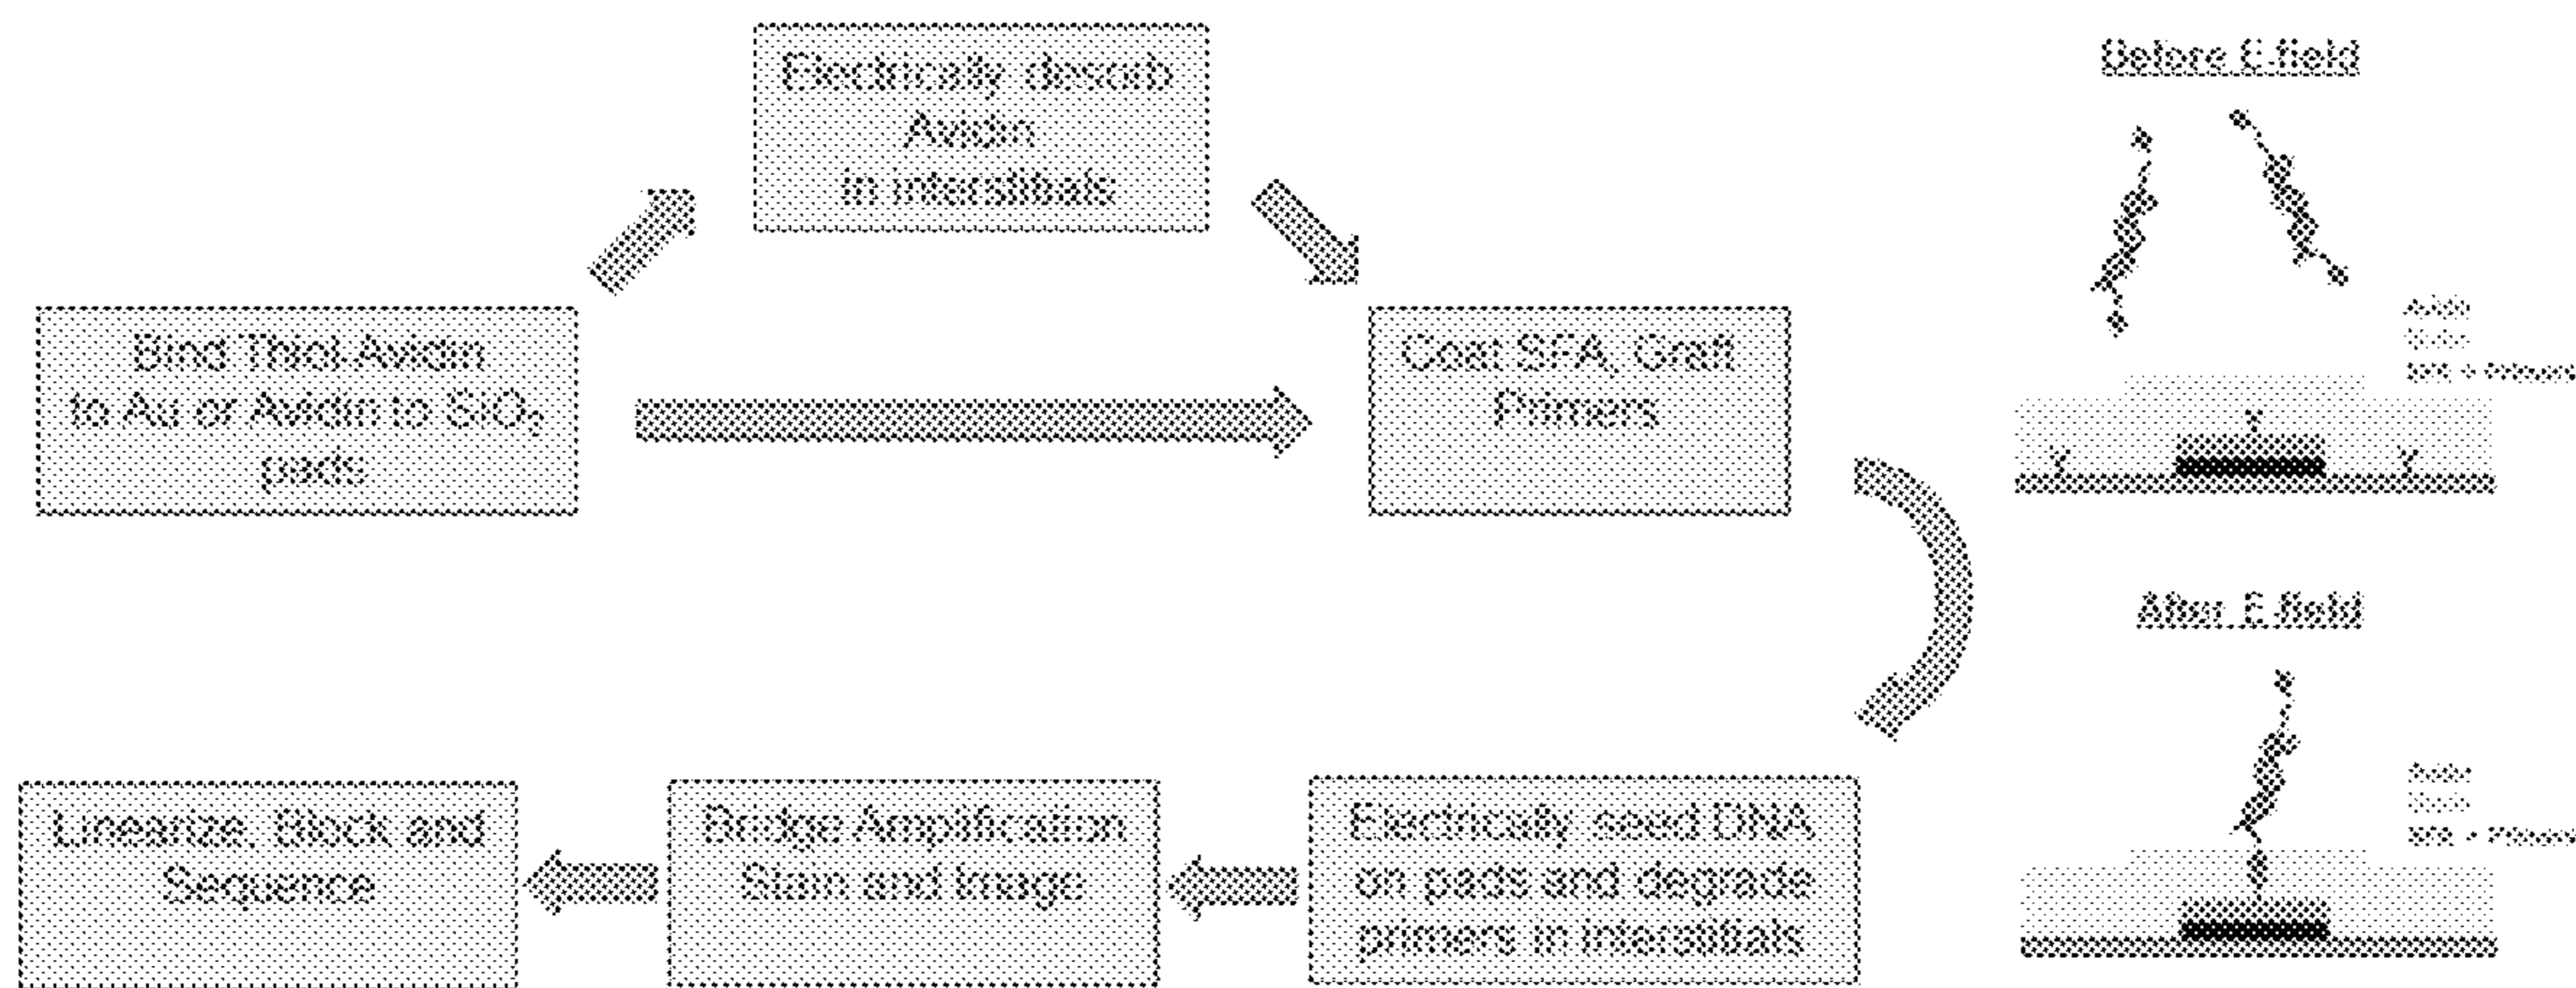 Electrically desorb
Avidin
in interstitials
Bind Thiol-Avidin
to Au or Avidin to SiO₂
pads
Coat SFA, Graft
Primers
Before E-field
After E-field
Electrically seed DNA
on pads and degrade
primers in interstitials
Bridge Amplification
Stain and Image
Linearize, Block and
Sequence